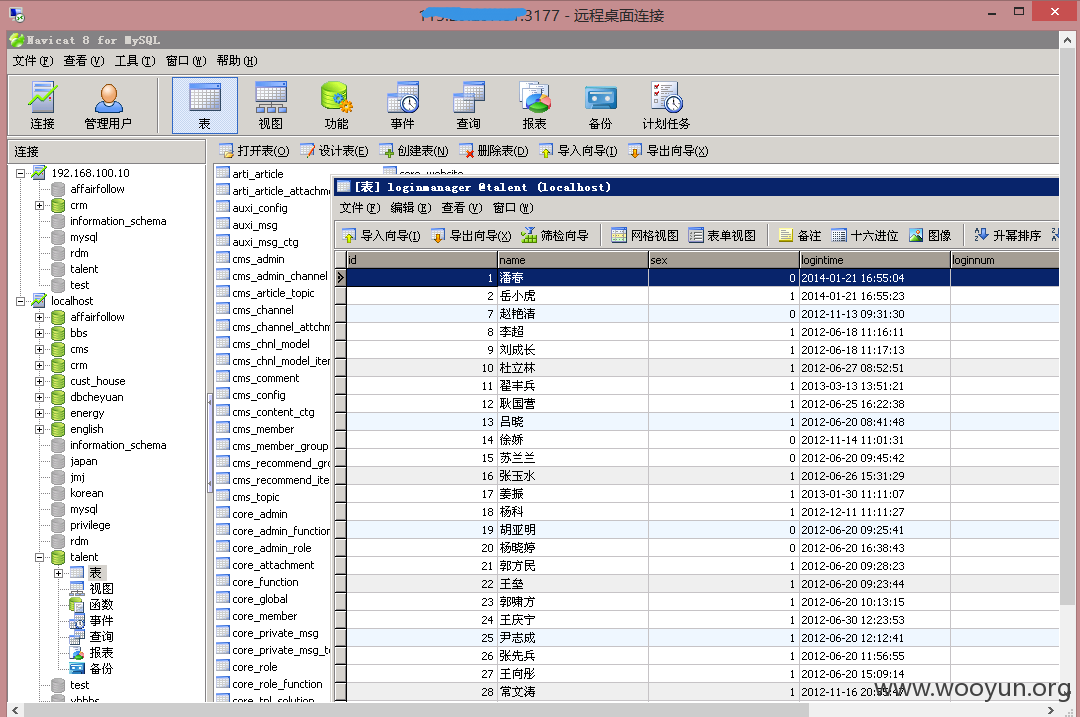 .3177 - 远程桌面连接
Navicat 8 for MySQL
文件(F) 查看(V) 工具(T) 窗口(W) 帮助(H)
连接 管理用户 表 视图 功能 事件 查询 报表 备份 计划任务
连接
打开表(O) 设计表(E) 创建表(N) 删除表(D) 导入向导(I) 导出向导(X)
192.168.100.10
affairfollow
crm
information_schema
mysql
rdm
talent
test
localhost
affairfollow
bbs
cms
crm
cust_house
dbcheyuan
energy
english
information_schema
japan
jmj
korean
mysql
privilege
rdm
talent
表
视图
函数
事件
查询
报表
备份
test
arti_article
arti_article_attachme
auxi_config
auxi_msg
auxi_msg_ctg
cms_admin
cms_admin_channel
cms_article_topic
cms_channel
cms_channel_attchm
cms_chnl_model
cms_chnl_model_iter
cms_comment
cms_config
cms_content_ctg
cms_member
cms_member_group
cms_recommend_gro
cms_recommend_ite
cms_topic
core_admin
core_admin_function
core_admin_role
core_attachment
core_function
core_global
core_member
core_private_msg
core_private_msg_to
core_role
core_role_function
core_tpl_solution
core_website
[表] loginmanager @talent (localhost)
文件(F) 编辑(E) 查看(V) 窗口(W)
导入向导(I) 导出向导(X) 筛检向导 网格视图 表单视图 备注 十六进位 图像 升幂排序
id name sex logintime loginnum
1 潘春 0 2014-01-21 16:55:04
2 岳小虎 1 2014-01-21 16:55:23
7 赵艳清 0 2012-11-13 09:31:30
8 李超 1 2012-06-18 11:16:11
9 刘成长 1 2012-06-18 11:17:13
10 杜立林 1 2012-06-27 08:52:51
11 翟丰兵 1 2013-03-13 13:51:21
12 耿国营 1 2012-06-25 16:22:38
13 吕晓 1 2012-06-20 08:41:48
14 徐娇 0 2012-11-14 11:01:31
15 苏兰兰 0 2012-06-20 09:45:42
16 张玉水 1 2012-06-26 15:31:29
17 姜振 1 2013-01-30 11:11:07
18 杨科 1 2012-12-11 11:11:27
19 胡亚明 0 2012-06-20 09:25:41
20 杨晓婷 0 2012-06-20 16:38:43
21 郭方民 1 2012-06-20 09:28:23
22 王垒 1 2012-06-20 09:23:44
23 郭啸方 1 2012-06-20 10:13:15
24 王庆宁 1 2012-06-30 12:23:53
25 尹志成 1 2012-06-20 12:12:41
26 张先兵 1 2012-06-20 11:56:55
27 王向彤 1 2012-06-20 15:09:14
28 常文涛 1 2012-11-16
www.wooyun.org